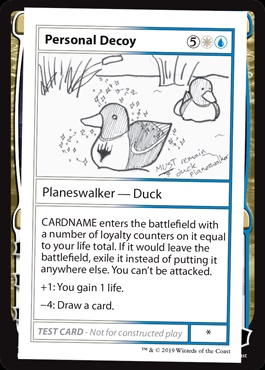 Personal Decoy 5
MUST remain
duck
planeswalker
Planeswalker — Duck
CARDNAME enters the battlefield with
a number of loyalty counters on it equal
to your life total. If it would leave the
battlefield, exile it instead of putting it
anywhere else. You can't be attacked.
+1: You gain 1 life.
−4: Draw a card.
TEST CARD - Not for constructed play *
™ & © 2019 Wizards of the Coast